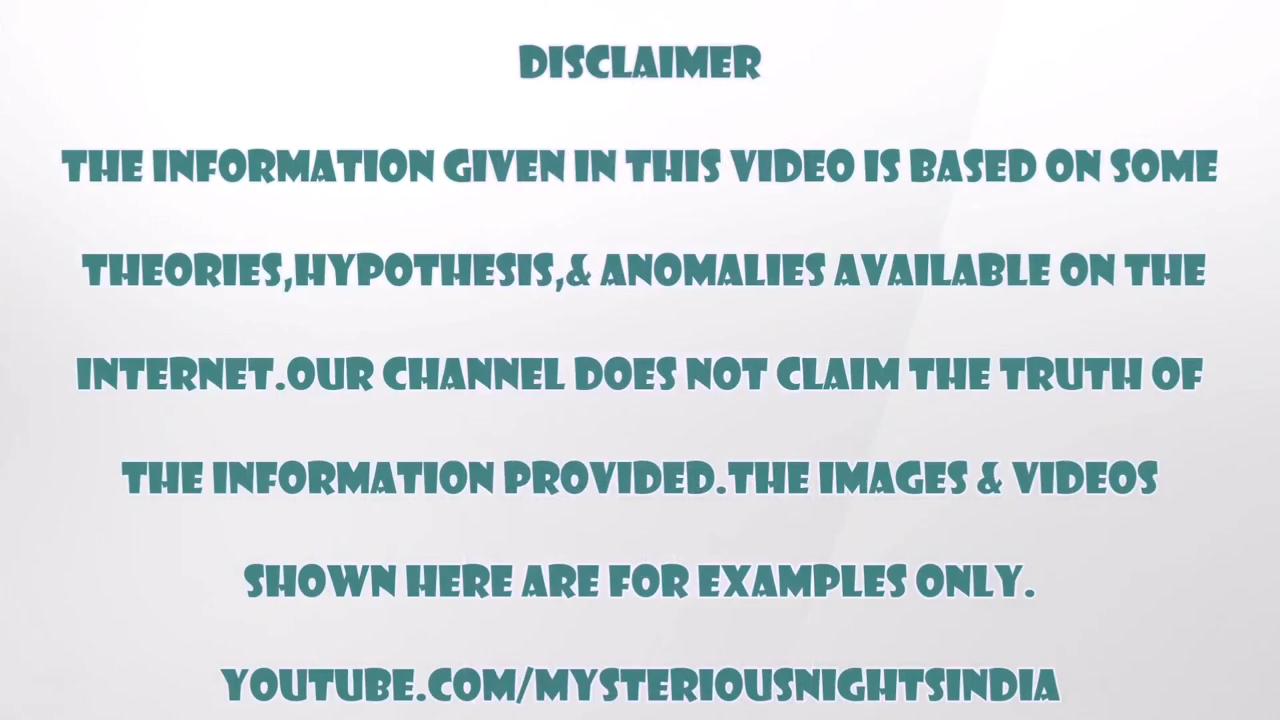 DISCLAIMER
THE INFORMATION GIVEN IN THIS VIDEO IS BASED ON SOME
THEORIES,HYPOTHESIS,& ANOMALIES AVAILABLE ON THE
INTERNET.OUR CHANNEL DOES NOT CLAIM THE TRUTH OF
THE INFORMATION PROVIDED.THE IMAGES & VIDEOS
SHOWN HERE ARE FOR EXAMPLES ONLY.
YOUTUBE.COM/MYSTERIOUSNIGHTSINDIA